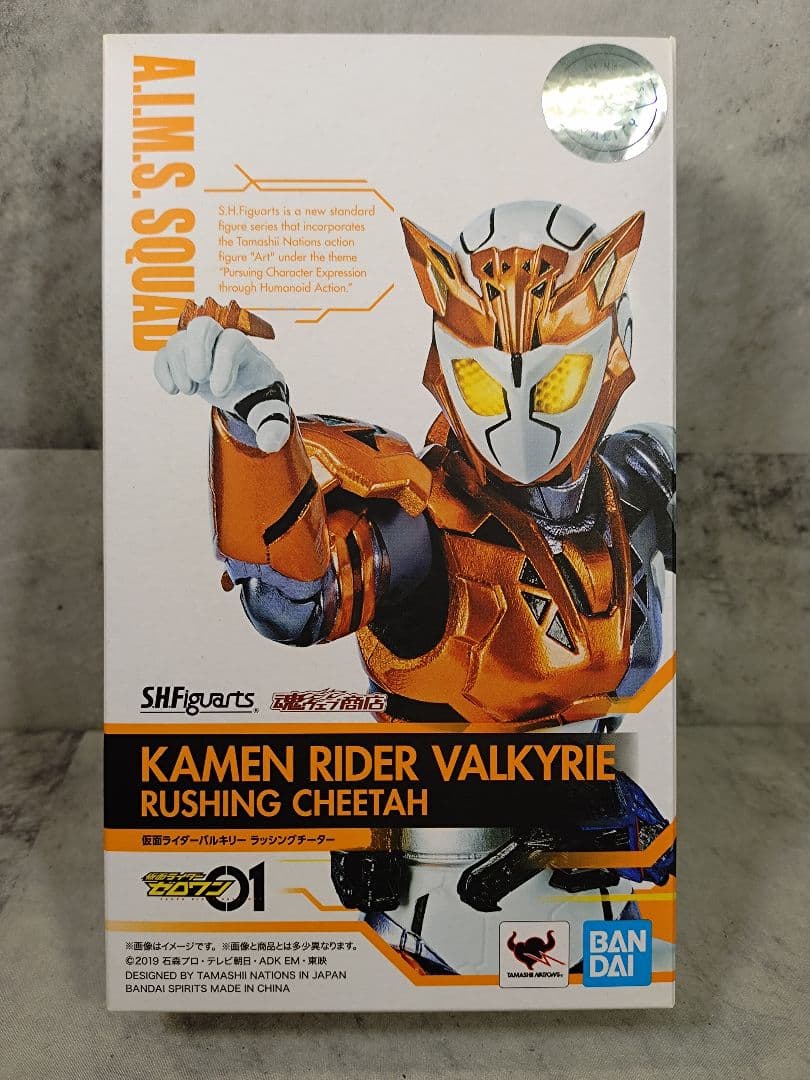 A.I.M.S. SQUAD
S.H.Figuarts is a new standard
figure series that incorporates
the Tamashii Nations action
figure "Art" under the theme
"Pursuing Character Expression
through Humanoid Action."
S.H.Figuarts®
魂ウェブ商店
KAMEN RIDER VALKYRIE
RUSHING CHEETAH
仮面ライダーバルキリー ラッシングチーター
仮面ライダー
ゼロワン 01
※画像はイメージです。※画像と商品とは多少異なります。
©2019 石森プロ・テレビ朝日・ADK EM・東映
DESIGNED BY TAMASHII NATIONS IN JAPAN
BANDAI SPIRITS MADE IN CHINA
TAMASHII NATIONS
BAN
DAI